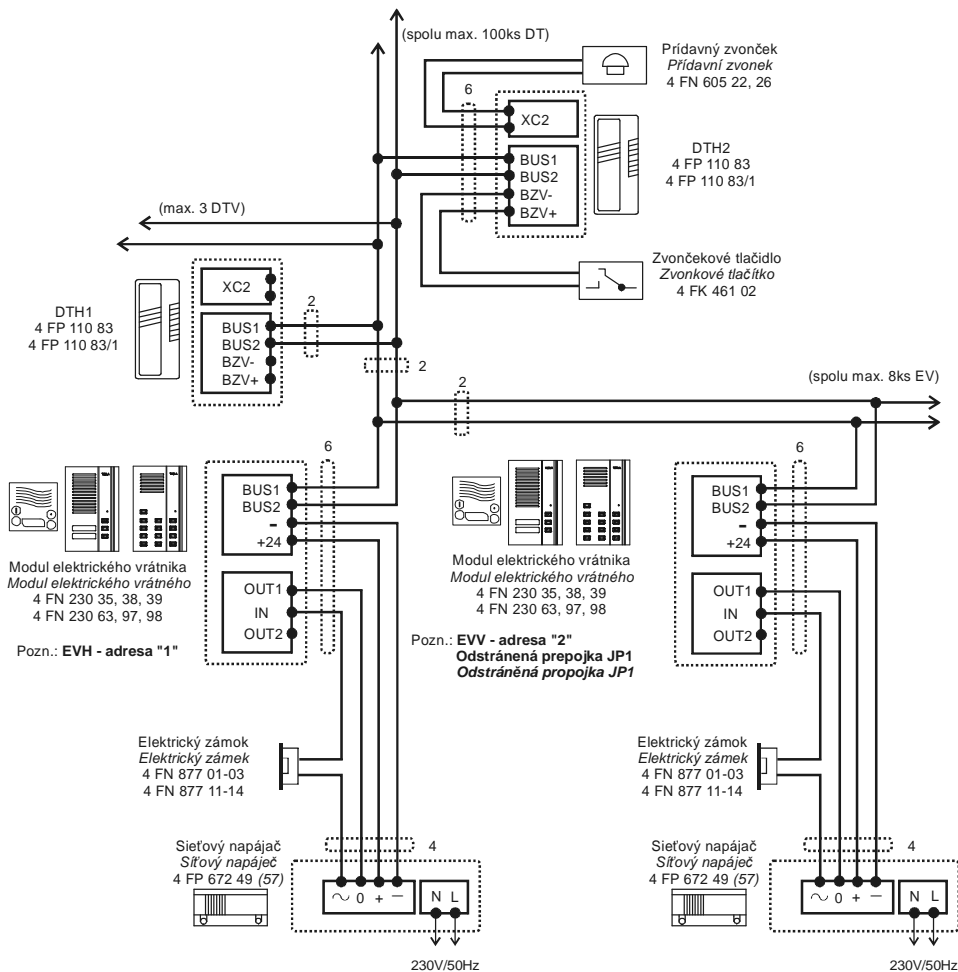 (spolu max. 100ks DT)
Prídavný zvonček
Přídavní zvonek
4 FN 605 22, 26
6
XC2
BUS1
BUS2
BZV-
BZV+
DTH2
4 FP 110 83
4 FP 110 83/1
(max. 3 DTV)
Zvončekové tlačidlo
Zvonkové tlačítko
4 FK 461 02
DTH1
4 FP 110 83
4 FP 110 83/1
XC2
BUS1
BUS2
BZV-
BZV+
2
2
2
(spolu max. 8ks EV)
6
BUS1
BUS2
-
+24
OUT1
IN
OUT2
Modul elektrického vrátnika
Modul elektrického vrátného
4 FN 230 35, 38, 39
4 FN 230 63, 97, 98
Pozn.: EVH - adresa "1"
6
BUS1
BUS2
-
+24
OUT1
IN
OUT2
Modul elektrického vrátnika
Modul elektrického vrátného
4 FN 230 35, 38, 39
4 FN 230 63, 97, 98
Pozn.: EVV - adresa "2"
Odstránená prepojka JP1
Odstráněná propojka JP1
Elektrický zámok
Elektrický zámek
4 FN 877 01-03
4 FN 877 11-14
Elektrický zámok
Elektrický zámek
4 FN 877 01-03
4 FN 877 11-14
Sieťový napájač
Síťový napáječ
4 FP 672 49 (57)
4
~ 0 + —
N L
230V/50Hz
Sieťový napájač
Síťový napáječ
4 FP 672 49 (57)
4
~ 0 + —
N L
230V/50Hz